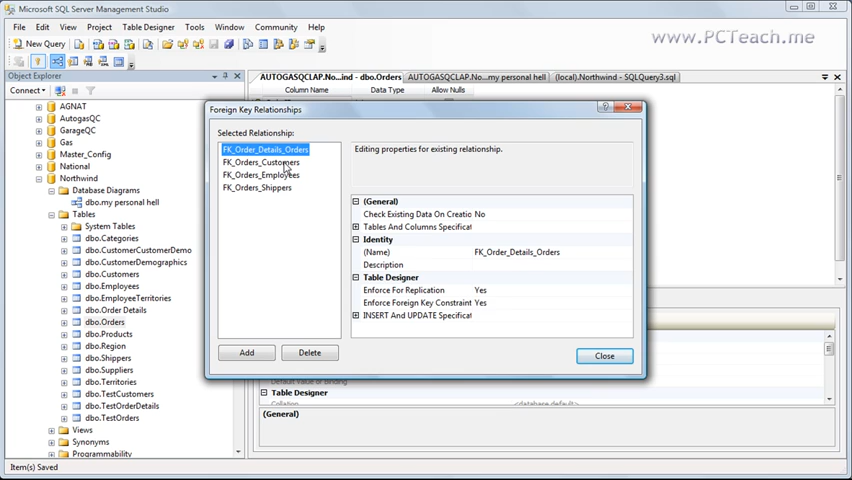 Microsoft SQL Server Management Studio
File Edit View Project Table Designer Tools Window Community Help
www.PCTeach.me
New Query
Object Explorer
AUTOGASQCLAP.No...ind - dbo.Orders
AUTOGASQCLAP.N...my personal hell
(local).Northwind - SQLQuery3.sql
Connect
Column Name Data Type Allow Nulls
AGNAT
AutogasQC
GarageQC
Gas
Master_Config
National
Northwind
Database Diagrams
dbo.my personal hell
Tables
System Tables
dbo.Categories
dbo.CustomerCustomerDemo
dbo.CustomerDemographics
dbo.Customers
dbo.Employees
dbo.EmployeeTerritories
dbo.Order Details
dbo.Orders
dbo.Products
dbo.Region
dbo.Shippers
dbo.Suppliers
dbo.Territories
dbo.TestCustomers
dbo.TestOrderDetails
dbo.TestOrders
Views
Synonyms
Programmability
Foreign Key Relationships
Selected Relationship:
FK_Order_Details_Orders
FK_Orders_Customers
FK_Orders_Employees
FK_Orders_Shippers
Editing properties for existing relationship.
(General)
Check Existing Data On Creatio No
Tables And Columns Specificat
Identity
(Name) FK_Order_Details_Orders
Description
Table Designer
Enforce For Replication Yes
Enforce Foreign Key Constraint Yes
INSERT And UPDATE Specificat
Add
Delete
Close
Default Value or Binding
Table Designer
Collation <database default>
(General)
Item(s) Saved